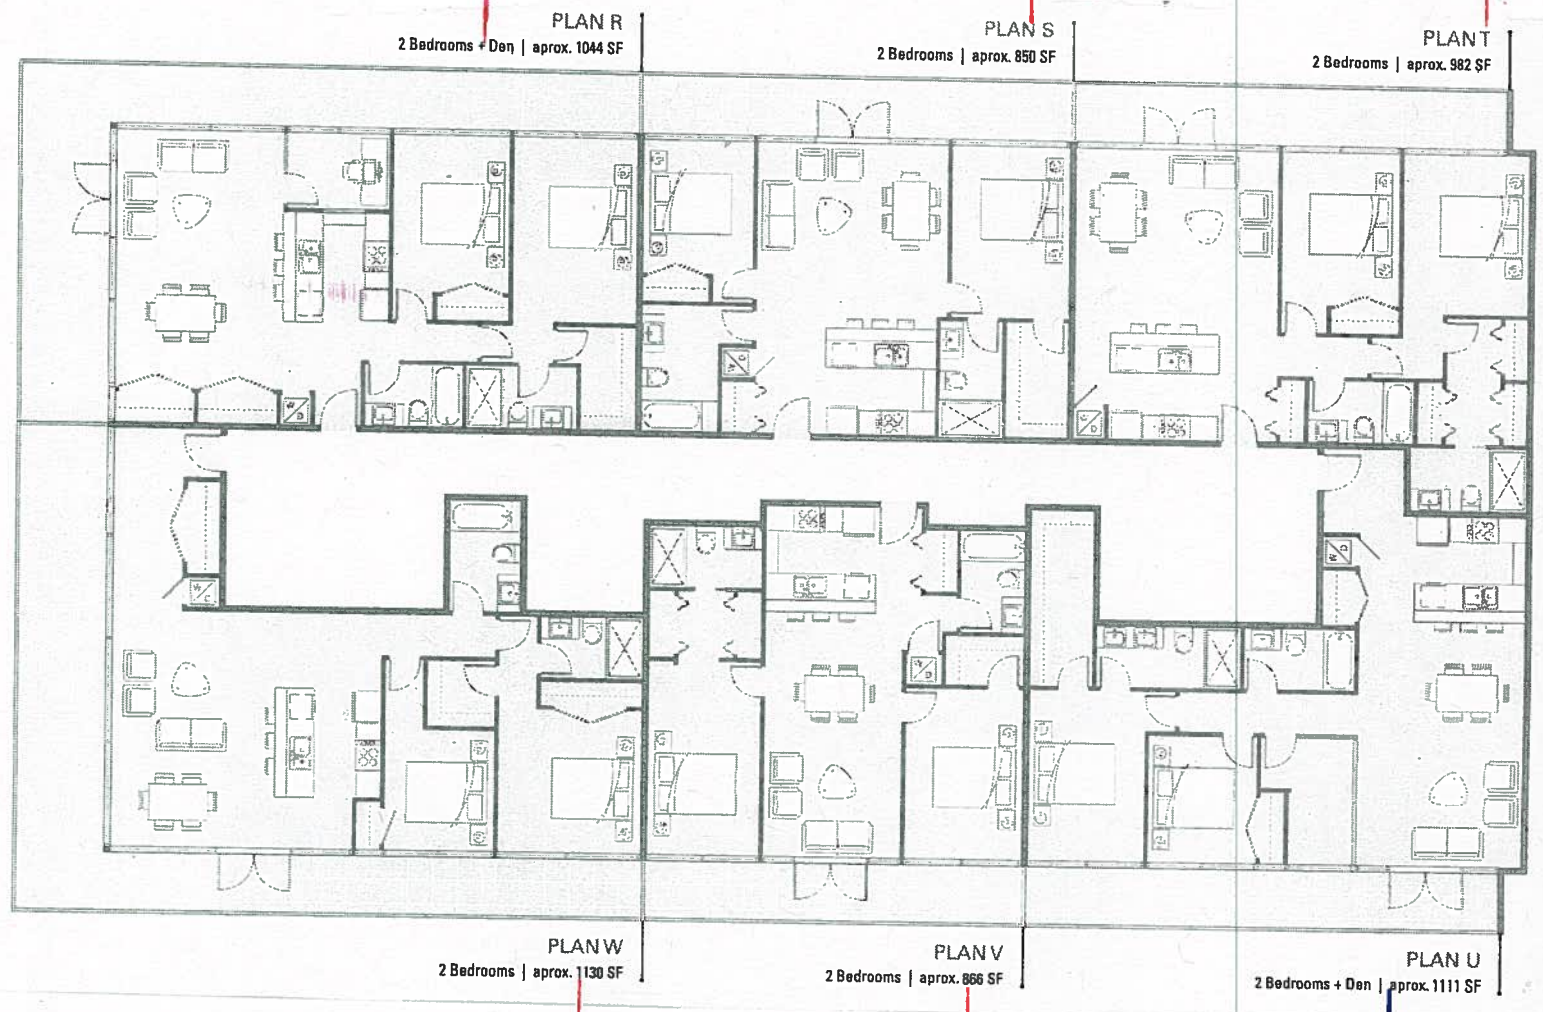 PLAN R
2 Bedrooms + Den | aprox. 1044 SF
PLAN S
2 Bedrooms | aprox. 850 SF
PLAN T
2 Bedrooms | aprox. 982 SF
PLAN W
2 Bedrooms | aprox. 1130 SF
PLAN V
2 Bedrooms | aprox. 866 SF
PLAN U
2 Bedrooms + Den | aprox. 1111 SF